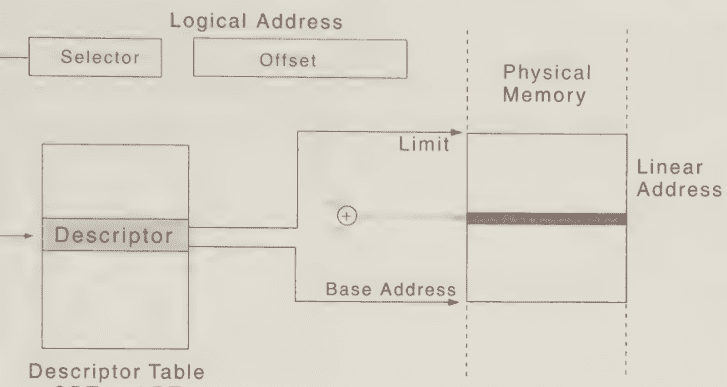 Logical Address
Selector
Offset
Physical
Memory
Limit
Linear
Address
Descriptor
Base Address
Descriptor Table